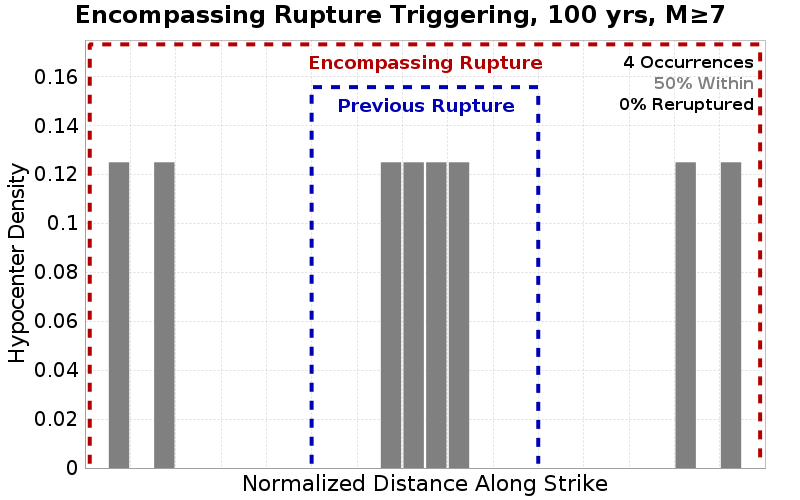 Encompassing Rupture Triggering, 100 yrs, M≥7
Encompassing Rupture
4 Occurrences
50% Within
Previous Rupture
0% Reruptured
Hypocenter Density
0.16
0.14
0.12
0.1
0.08
0.06
0.04
0.02
0
Normalized Distance Along Strike